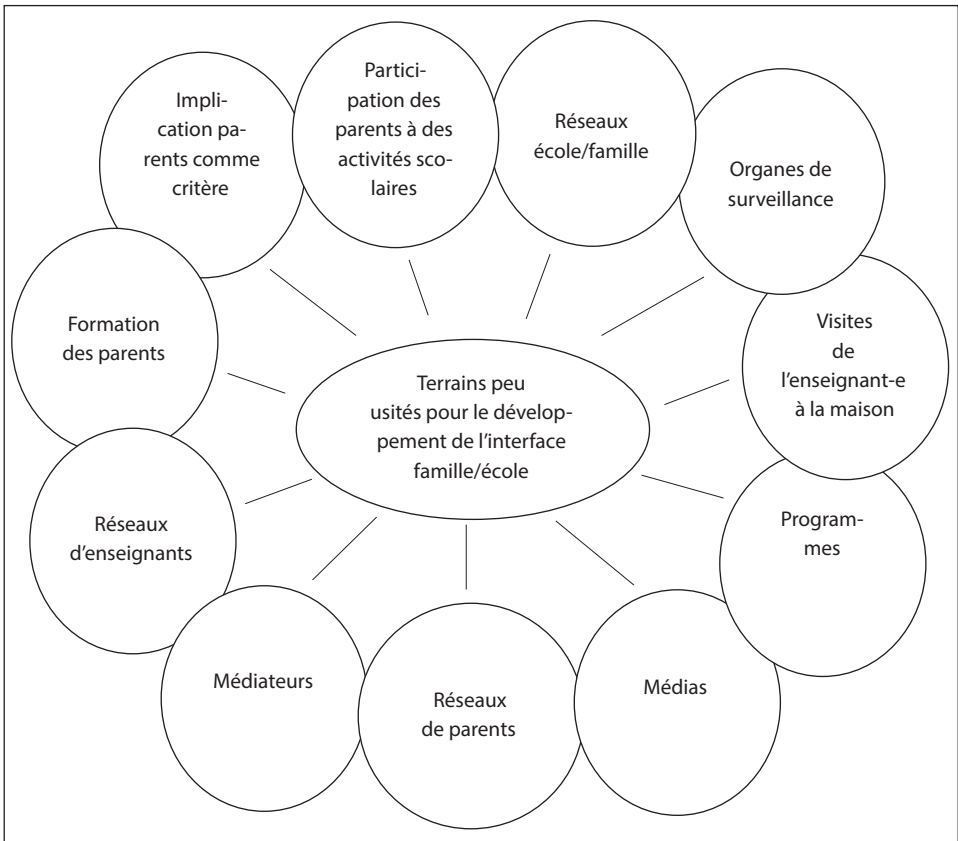 Impli-
cation pa-
rents comme
critère
Partici-
pation des
parents à des
activités sco-
laires
Réseaux
école/famille
Organes de
surveillance
Visites
de
l'enseignant-e
à la maison
Program-
mes
Médias
Réseaux
de parents
Médiateurs
Réseaux
d'enseignants
Formation
des parents
Terrains peu
usités pour le dévelop-
pement de l'interface
famille/école